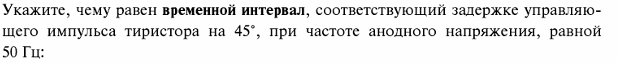 Укажите, чему равен временной интервал, соответствующий задержке управляю-
щего импульса тиристора на 45˚, при частоте анодного напряжения, равной
50 Гц: